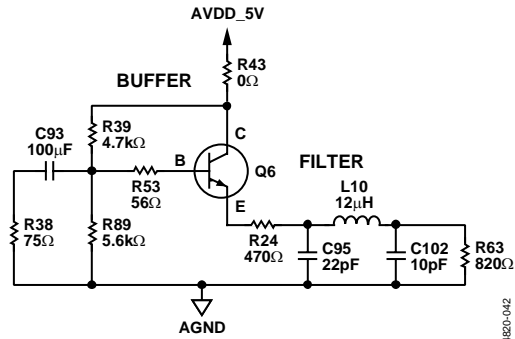 AVDD_5V
R43
0Ω
BUFFER
C93
100µF
R39
4.7kΩ
C
B
Q6
FILTER
R53
56Ω
L10
12µH
E
R38
75Ω
R89
5.6kΩ
R24
470Ω
C95
22pF
C102
10pF
R63
820Ω
AGND
4820-042